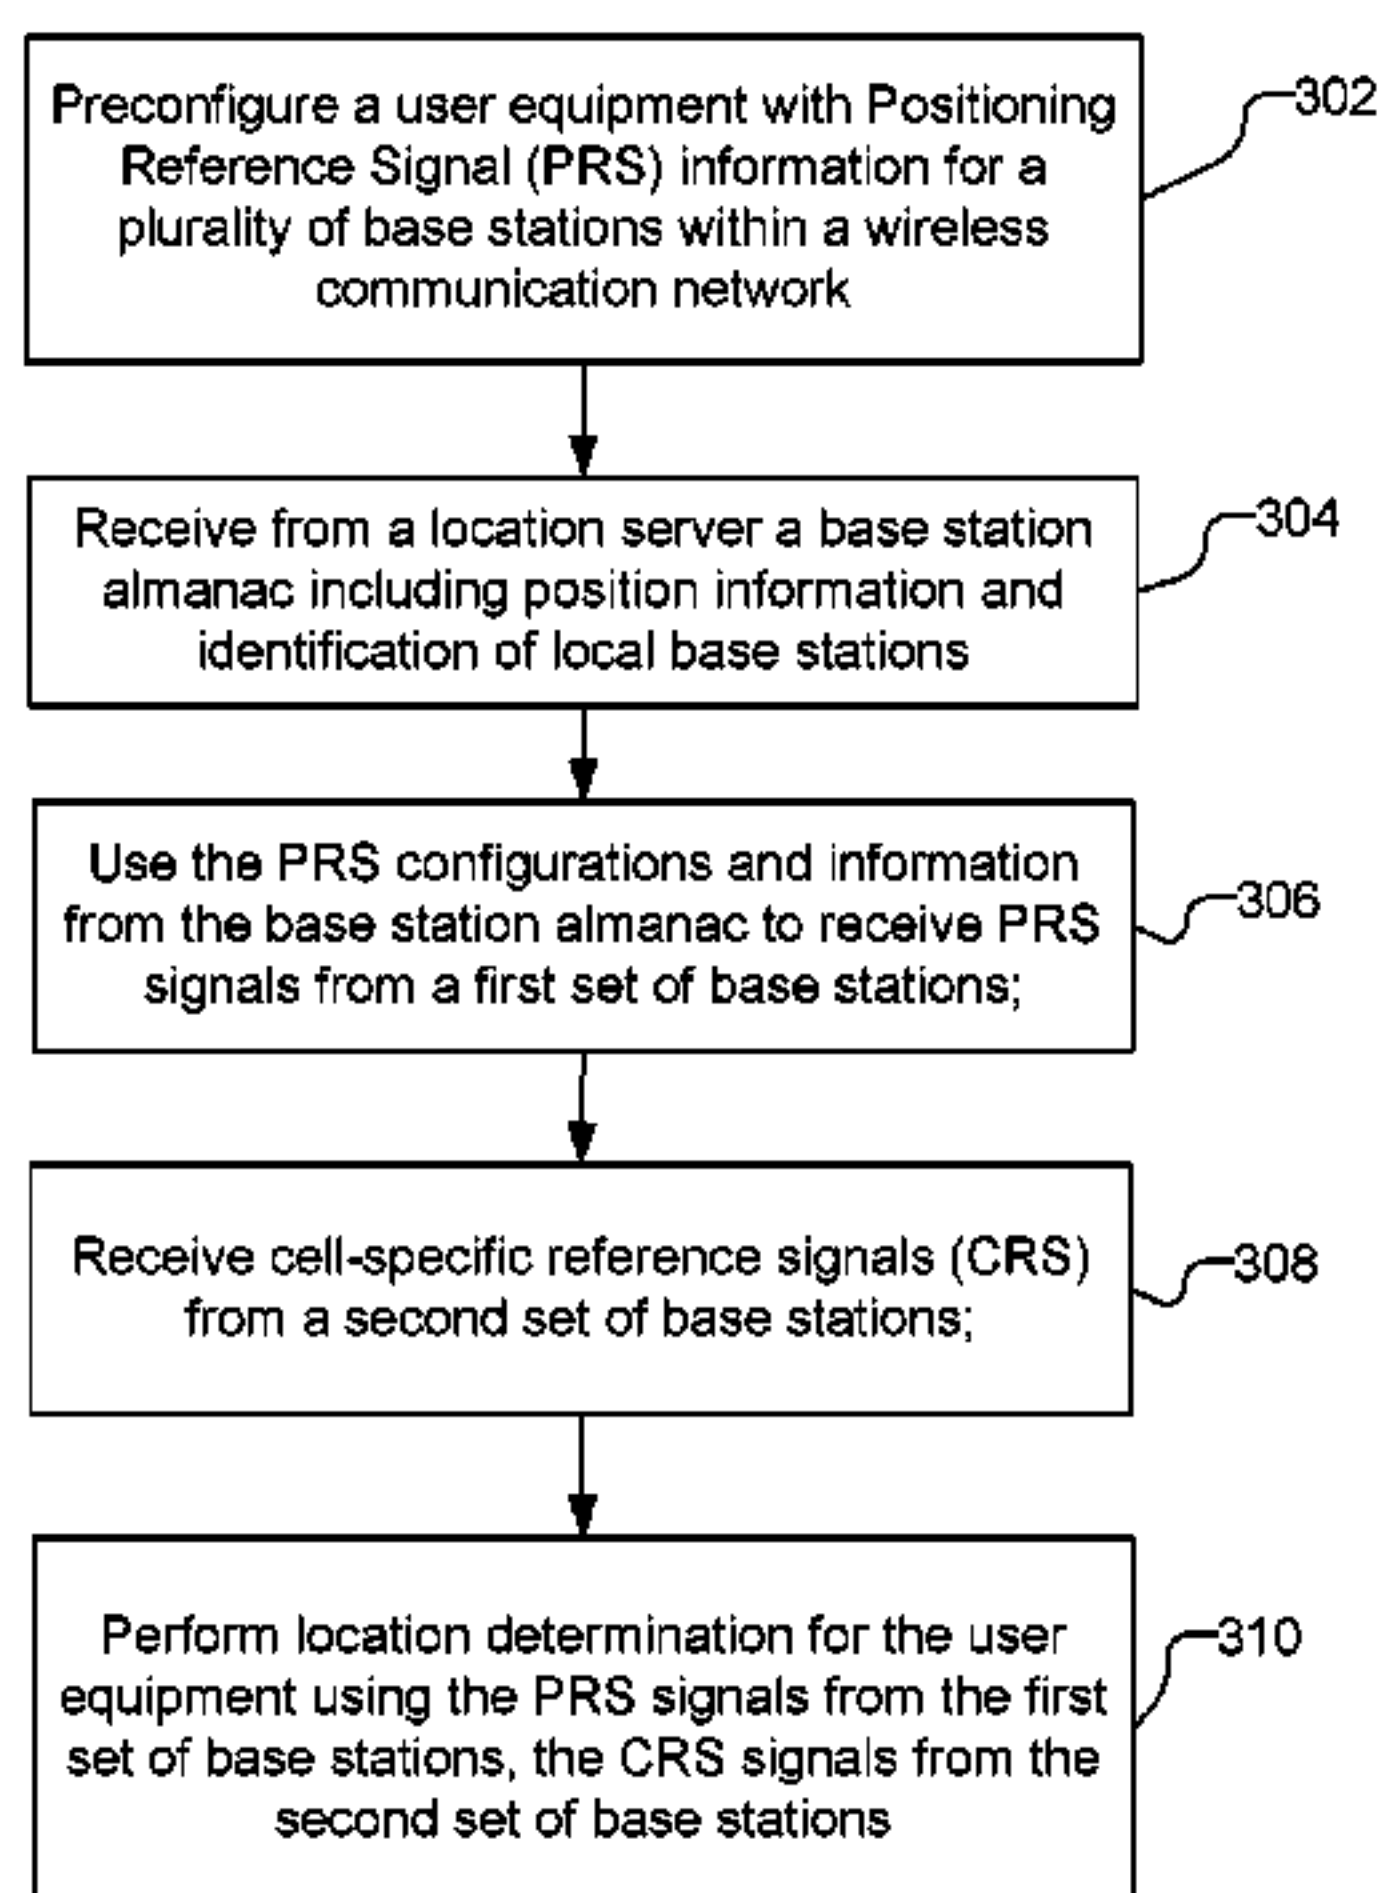 Preconfigure a user equipment with Positioning
Reference Signal (PRS) information for a
plurality of base stations within a wireless
communication network
302
Receive from a location server a base station
almanac including position information and
identification of local base stations
304
Use the PRS configurations and information
from the base station almanac to receive PRS
signals from a first set of base stations;
306
Receive cell-specific reference signals (CRS)
from a second set of base stations;
308
Perform location determination for the user
equipment using the PRS signals from the first
set of base stations, the CRS signals from the
second set of base stations
310